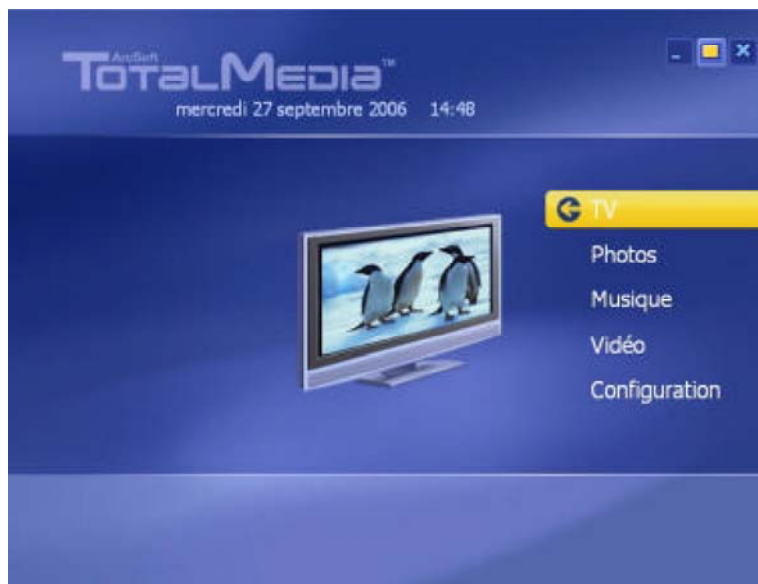 ArcSoft
TOTALMEDIA™
mercredi 27 septembre 2006 14:48
TV
Photos
Musique
Vidéo
Configuration